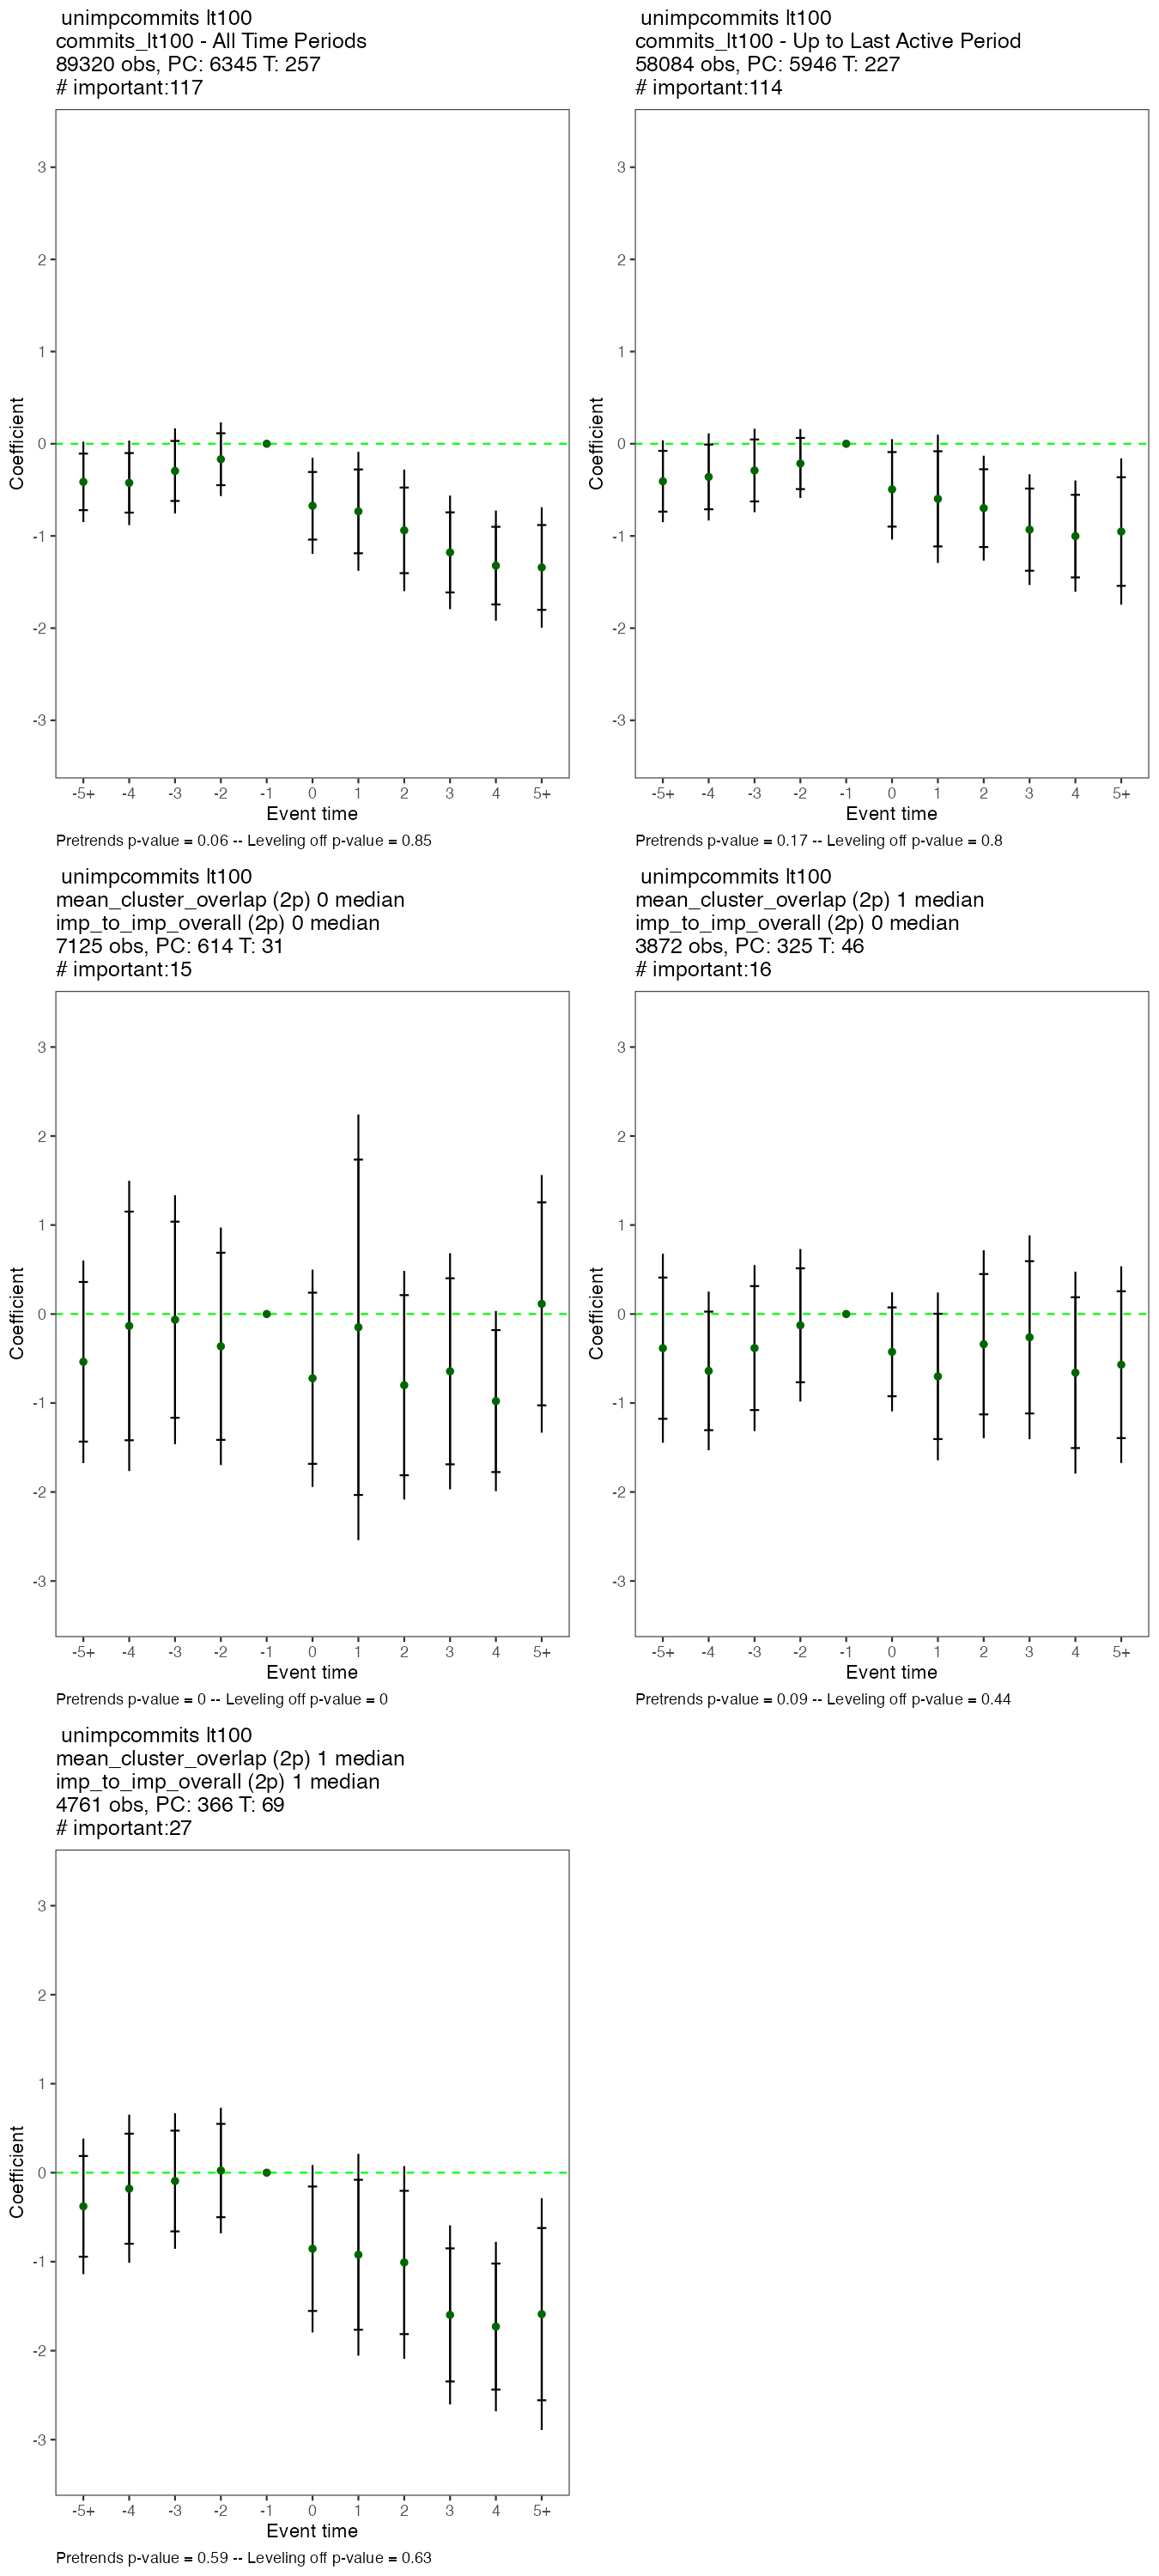 unimpcommits lt100
commits_lt100 - All Time Periods
89320 obs, PC: 6345 T: 257
# important:117
3
2
1
0
-1
-2
-3
Coefficient
-5+ -4 -3 -2 -1 0 1 2 3 4 5+
Event time
Pretrends p-value = 0.06 -- Leveling off p-value = 0.85
unimpcommits lt100
commits_lt100 - Up to Last Active Period
58084 obs, PC: 5946 T: 227
# important:114
3
2
1
0
-1
-2
-3
Coefficient
-5+ -4 -3 -2 -1 0 1 2 3 4 5+
Event time
Pretrends p-value = 0.17 -- Leveling off p-value = 0.8
unimpcommits lt100
mean_cluster_overlap (2p) 0 median
imp_to_imp_overall (2p) 0 median
7125 obs, PC: 614 T: 31
# important:15
3
2
1
0
-1
-2
-3
Coefficient
-5+ -4 -3 -2 -1 0 1 2 3 4 5+
Event time
Pretrends p-value = 0 -- Leveling off p-value = 0
unimpcommits lt100
mean_cluster_overlap (2p) 1 median
imp_to_imp_overall (2p) 0 median
3872 obs, PC: 325 T: 46
# important:16
3
2
1
0
-1
-2
-3
Coefficient
-5+ -4 -3 -2 -1 0 1 2 3 4 5+
Event time
Pretrends p-value = 0.09 -- Leveling off p-value = 0.44
unimpcommits lt100
mean_cluster_overlap (2p) 1 median
imp_to_imp_overall (2p) 1 median
4761 obs, PC: 366 T: 69
# important:27
3
2
1
0
-1
-2
-3
Coefficient
-5+ -4 -3 -2 -1 0 1 2 3 4 5+
Event time
Pretrends p-value = 0.59 -- Leveling off p-value = 0.63